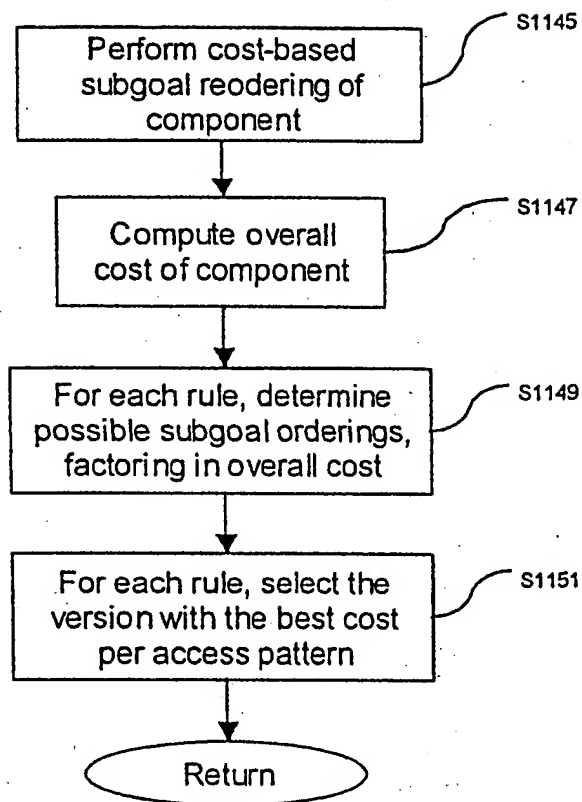 S1145
Perform cost-based
subgoal reodering of
component
S1147
Compute overall
cost of component
S1149
For each rule, determine
possible subgoal orderings,
factoring in overall cost
S1151
For each rule, select the
version with the best cost
per access pattern
Return